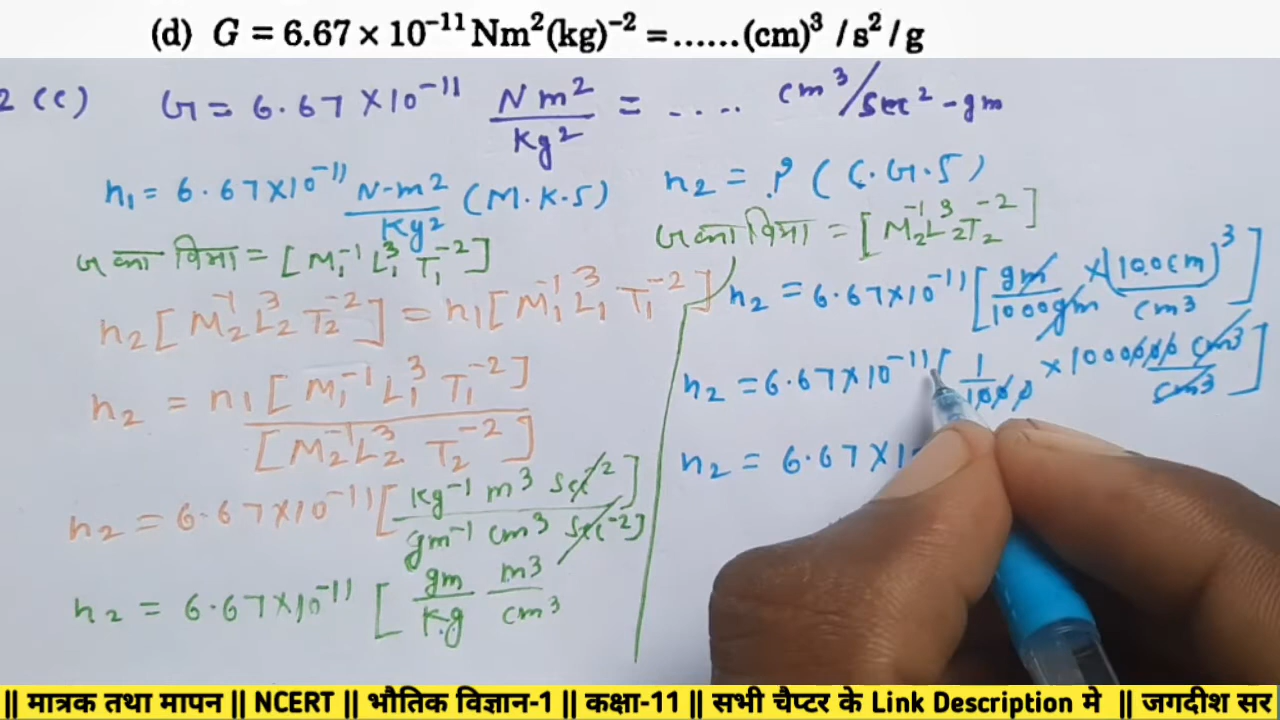 (d) G = 6.67 × 10⁻¹¹ Nm²(kg)⁻² = ......(cm)³ / s² / g
2 (c) G = 6.67 × 10⁻¹¹ N m²/kg² = .... cm³/sec² - gm
n₁ = 6.67 × 10⁻¹¹ N-m²/Kg² (M.K.S)
G का विमा = [M₁⁻¹ L₁³ T₁⁻²]
n₂ [M₂⁻¹ L₂³ T₂⁻²] = n₁ [M₁⁻¹ L₁³ T₁⁻²]
n₂ = n₁ [M₁⁻¹ L₁³ T₁⁻²] / [M₂⁻¹ L₂³ T₂⁻²]
n₂ = 6.67 × 10⁻¹¹ [kg⁻¹ m³ sec⁻² / gm⁻¹ cm³ sec⁻²]
n₂ = 6.67 × 10⁻¹¹ [gm/Kg m³/cm³
n₂ = ? (C.G.S)
G का विमा = [M₂⁻¹ L₂³ T₂⁻²]
n₂ = 6.67 × 10⁻¹¹ [gm/1000gm × (100cm)³/cm³]
n₂ = 6.67 × 10⁻¹¹ [1/1000 × 1000000 cm³/cm³]
n₂ = 6.67 × 10
|| मात्रक तथा मापन || NCERT || भौतिक विज्ञान-1 || कक्षा-11 || सभी चैप्टर के Link Description मे || जगदीश सर